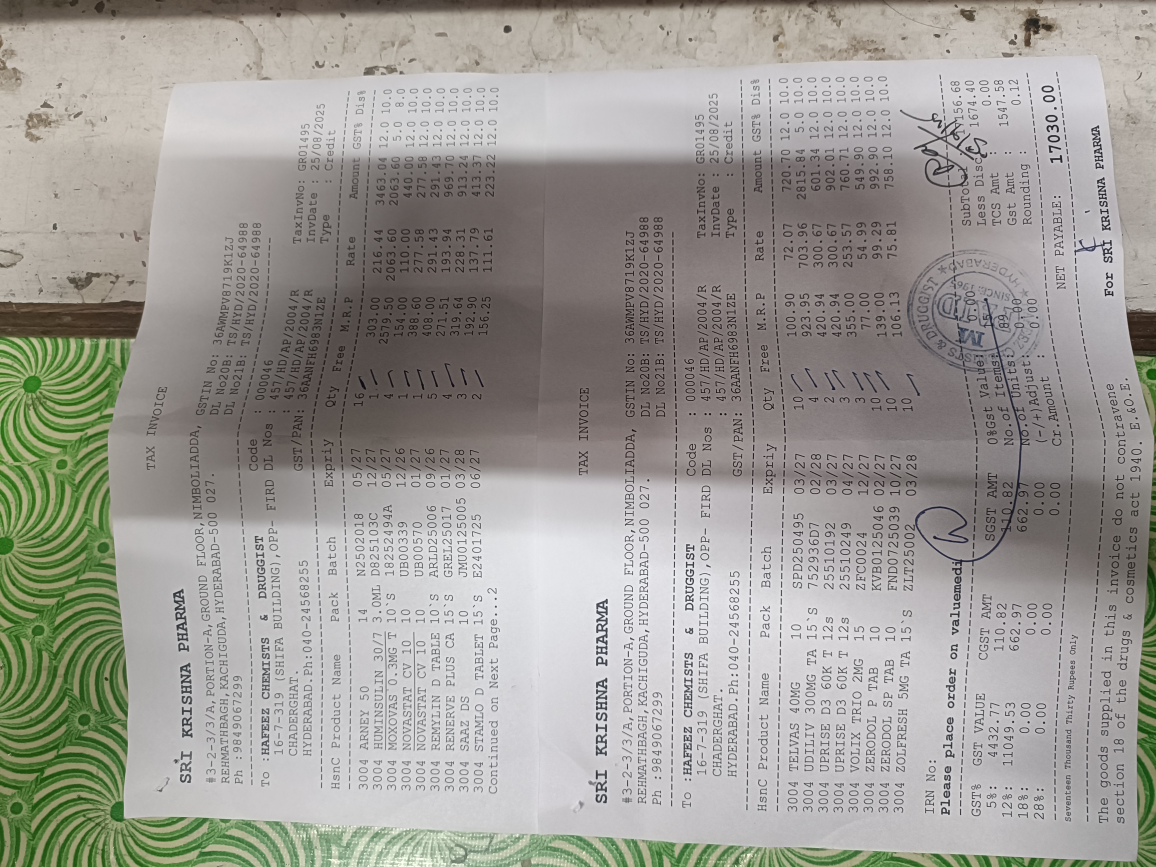 TAX INVOICE
SRI KRISHNA PHARMA
#3-2-3/3/A, PORTION-A,GROUND FLOOR,NIMBOLIADDA, GSTIN No: 36AWMPV8719K1ZJ
REHMATHBAGH,KACHIGUDA,HYDERABAD-500 027. DL No20B: TS/HYD/2020-64988
Ph :9849067299 DL No21B: TS/HYD/2020-64988
To :HAFEEZ CHEMISTS & DRUGGIST Code : 000046
16-7-319 (SHIFA BUILDING),OPP- FIRD DL Nos : 457/HD/AP/2004/R TaxInvNo: GR01495
CHADERGHAT. : 457/HD/AP/2004/R InvDate : 25/08/2025
HYDERABAD.Ph:040-24568255 GST/PAN: 36AANFH6983N1ZE Type : Credit
HsnC Product Name Pack Batch Expriy Qty Free M.R.P Rate Amount GST% Dis%
3004 ARNEY 50 14 N2502018 05/27 16 303.00 216.44 3463.04 12.0 10.0
3004 HUMINSULIN 30/7 3.0ML D825103C 12/27 1 2579.50 2063.60 2063.60 5.0 8.0
3004 MOXOVAS 0.3MG T 10`S 18252494A 05/27 4 154.00 110.00 440.00 12.0 10.0
3004 NOVASTAT CV 10 10 UB00339 12/26 1 388.60 277.58 277.58 12.0 10.0
3004 NOVASTAT CV 10 10 UB00570 01/27 1 408.00 291.43 291.43 12.0 10.0
3004 REMYLIN D TABLE 10`S ARLD25006 09/26 5 271.51 193.94 969.70 12.0 10.0
3004 RENERVE PLUS CA 15`S GREL25017 01/27 4 319.64 228.31 913.24 12.0 10.0
3004 SAAZ DS 10 JM0125005 03/28 3 192.90 137.79 413.37 12.0 10.0
3004 STAMLO D TABLET 15`S E2401725 06/27 2 156.25 111.61 223.22 12.0 10.0
Continued on Next Page...2
TAX INVOICE
SRI KRISHNA PHARMA
#3-2-3/3/A, PORTION-A,GROUND FLOOR,NIMBOLIADDA, GSTIN No: 36AWMPV8719K1ZJ
REHMATHBAGH,KACHIGUDA,HYDERABAD-500 027. DL No20B: TS/HYD/2020-64988
Ph :9849067299 DL No21B: TS/HYD/2020-64988
To :HAFEEZ CHEMISTS & DRUGGIST Code : 000046
16-7-319 (SHIFA BUILDING),OPP- FIRD DL Nos : 457/HD/AP/2004/R TaxInvNo: GR01495
CHADERGHAT. : 457/HD/AP/2004/R InvDate : 25/08/2025
HYDERABAD.Ph:040-24568255 GST/PAN: 36AANFH6983N1ZE Type : Credit
HsnC Product Name Pack Batch Expriy Qty Free M.R.P Rate Amount GST% Dis%
3004 TELVAS 40MG 10 SPD250495 03/27 10 100.90 72.07 720.70 12.0 10.0
3004 UDILIV 300MG TA 15`S 752936D7 02/28 4 923.95 703.96 2815.84 5.0 10.0
3004 UPRISE D3 60K T 12s 25510192 03/27 2 420.94 300.67 601.34 12.0 10.0
3004 UPRISE D3 60K T 12s 25510249 04/27 3 420.94 300.67 902.01 12.0 10.0
3004 VOLIX TRIO 2MG 15 ZFC0024 12/27 3 355.00 253.57 760.71 12.0 10.0
3004 ZERODOL P TAB 10 KVB0125046 02/27 10 77.00 54.99 549.90 12.0 10.0
3004 ZERODOL SP TAB 10 FND0725039 10/27 10 139.00 99.29 992.90 12.0 10.0
3004 ZOLFRESH 5MG TA 15`S ZLT25002 03/28 10 106.13 75.81 758.10 12.0 10.0
IRN No:
Please place order on valuemedi
GST% GST VALUE CGST AMT SGST AMT 0%Gst Value: 0.00 SubTotal 156.68
5%: 4432.77 110.82 110.82 No.of Items: Less Disc 1674.40
12%: 11049.53 662.97 662.97 No.of Units: 89 TCS Amt : 0.00
18%: 0.00 0.00 0.00 (-/+)Adjust: 0.00 Gst Amt : 1547.58
28%: 0.00 0.00 0.00 Cr.Amount 0.00 Rounding : 0.12
Seventeen Thousand Thirty Rupees Only NET PAYABLE: 17030.00
The goods supplied in this invoice do not contravene
section 18 of the drugs & cosmetics act 1940. E.&O.E. For SRI KRISHNA PHARMA